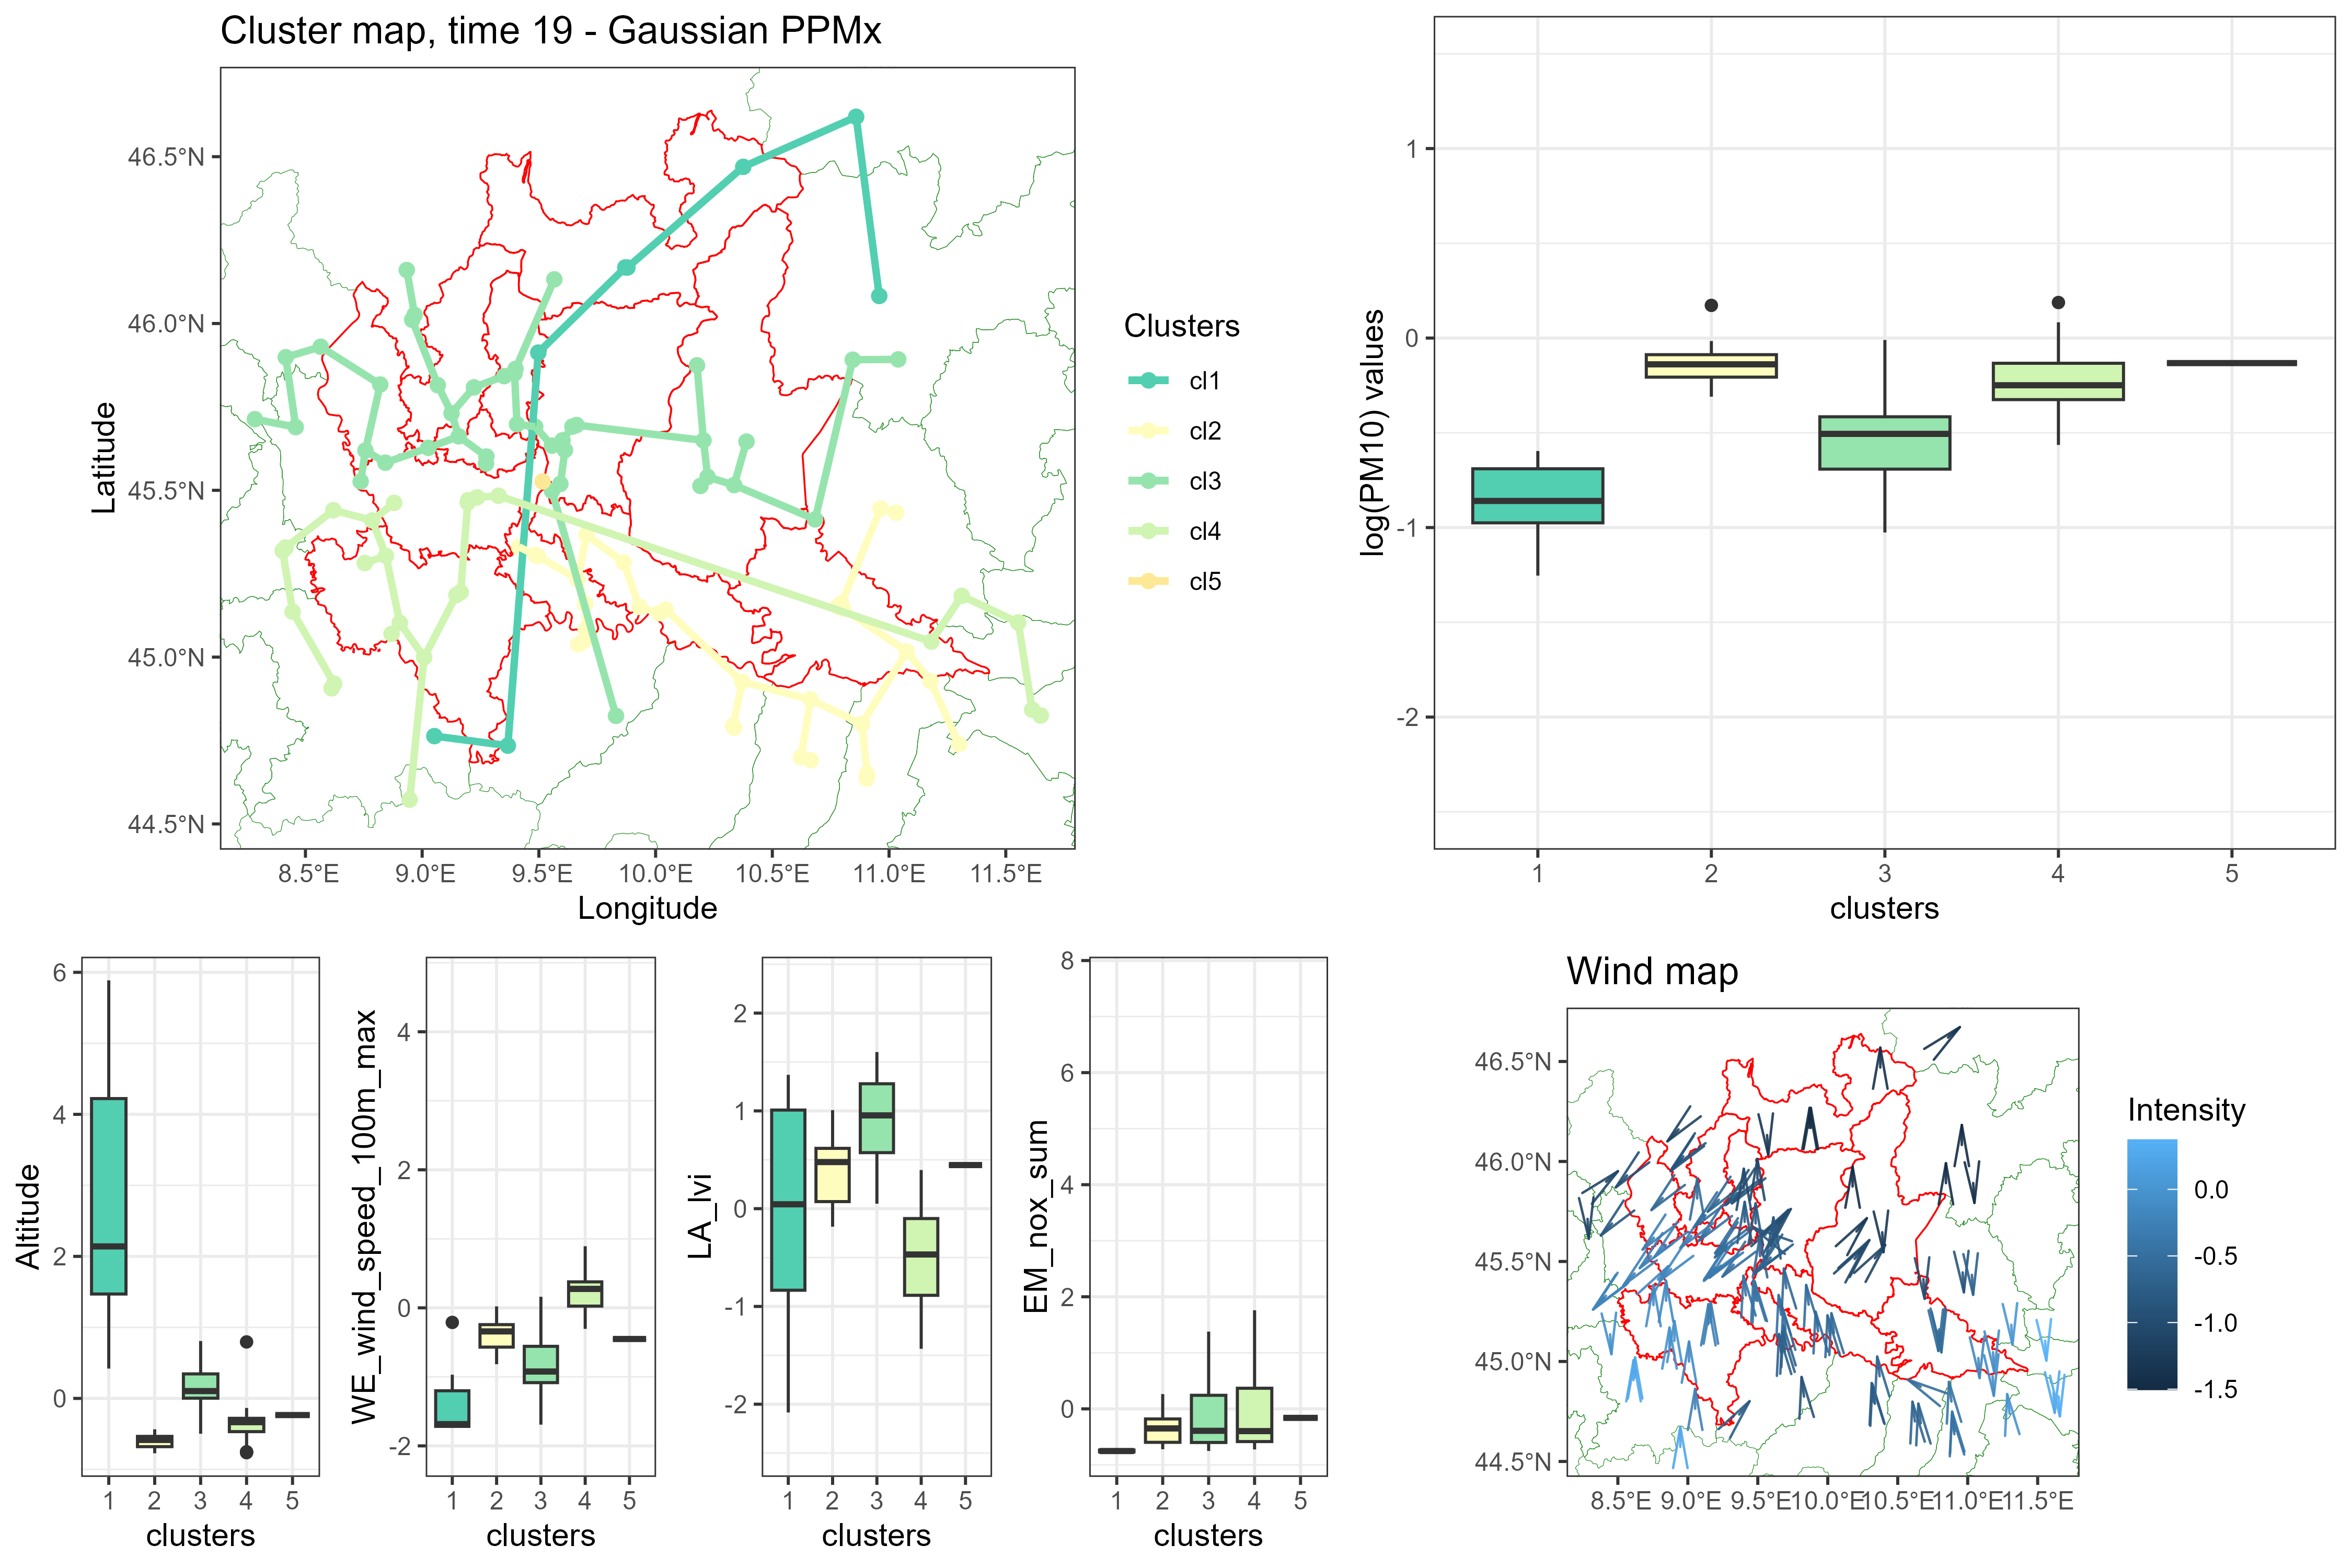 Cluster map, time 19 - Gaussian PPMx
46.5°N
46.0°N
45.5°N
45.0°N
44.5°N
Latitude
8.5°E 9.0°E 9.5°E 10.0°E 10.5°E 11.0°E 11.5°E
Longitude
Clusters
cl1
cl2
cl3
cl4
cl5
log(PM10) values
1
0
-1
-2
1 2 3 4 5
clusters
Altitude
6
4
2
0
1 2 3 4 5
clusters
WE_wind_speed_100m_max
4
2
0
-2
1 2 3 4 5
clusters
LA_lvi
2
1
0
-1
-2
1 2 3 4 5
clusters
EM_nox_sum
8
6
4
2
0
1 2 3 4 5
clusters
Wind map
46.5°N
46.0°N
45.5°N
45.0°N
44.5°N
8.5°E 9.0°E 9.5°E 10.0°E 10.5°E 11.0°E 11.5°E
Intensity
0.0
-0.5
-1.0
-1.5